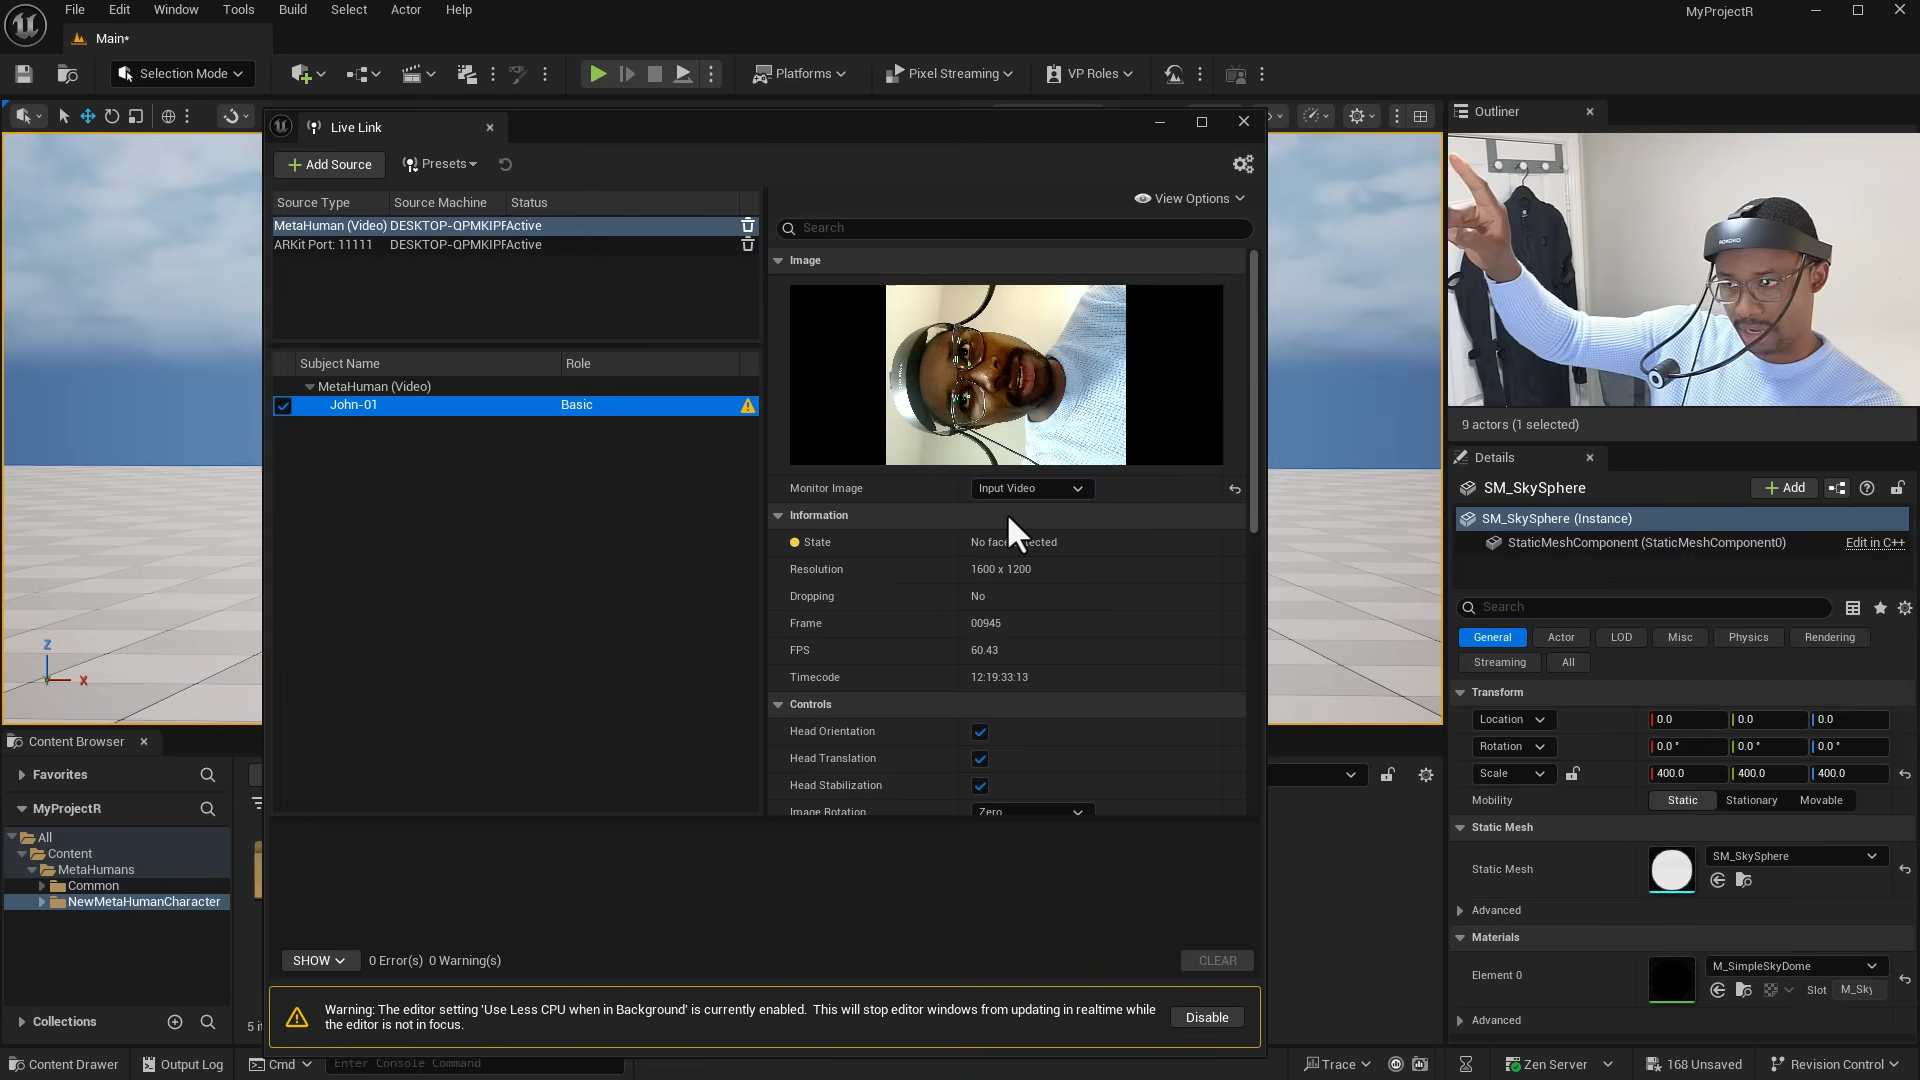 File Edit Window Tools Build Select Actor Help
MyProjectR
Main*
Selection Mode
Platforms
Pixel Streaming
VP Roles
Live Link
Add Source
Presets
View Options
Source Type Source Machine Status
MetaHuman (Video) DESKTOP-QPMKIPF Active
ARKit Port: 11111 DESKTOP-QPMKIPF Active
Subject Name Role
MetaHuman (Video)
John-01 Basic
Search
Image
Monitor Image Input Video
Information
State
Resolution 1600 x 1200
Dropping No
Frame 00945
FPS 60.43
Timecode 12:19:33:13
Controls
Head Orientation
Head Translation
Head Stabilization
Image Rotation Zero
SHOW 0 Error(s) 0 Warning(s) CLEAR
Warning: The editor setting 'Use Less CPU when in Background' is currently enabled. This will stop editor windows from updating in realtime while
the editor is not in focus.
Disable
Z
X
Content Browser
Favorites
MyProjectR
All
Content
MetaHumans
Common
NewMetaHumanCharacter
Collections
Outliner
ROKOKO
9 actors (1 selected)
Details
SM_SkySphere Add
SM_SkySphere (Instance)
StaticMeshComponent (StaticMeshComponent0) Edit in C++
Search
General Actor LOD Misc Physics Rendering
Streaming All
Transform
Location 0.0 0.0 0.0
Rotation 0.0 ° 0.0 ° 0.0 °
Scale 400.0 400.0 400.0
Mobility Static Stationary Movable
Static Mesh
Static Mesh SM_SkySphere
Advanced
Materials
Element 0 M_SimpleSkyDome
Slot M_Sky
Advanced
Content Drawer Output Log Cmd Enter Console Command Trace Zen Server 168 Unsaved Revision Control